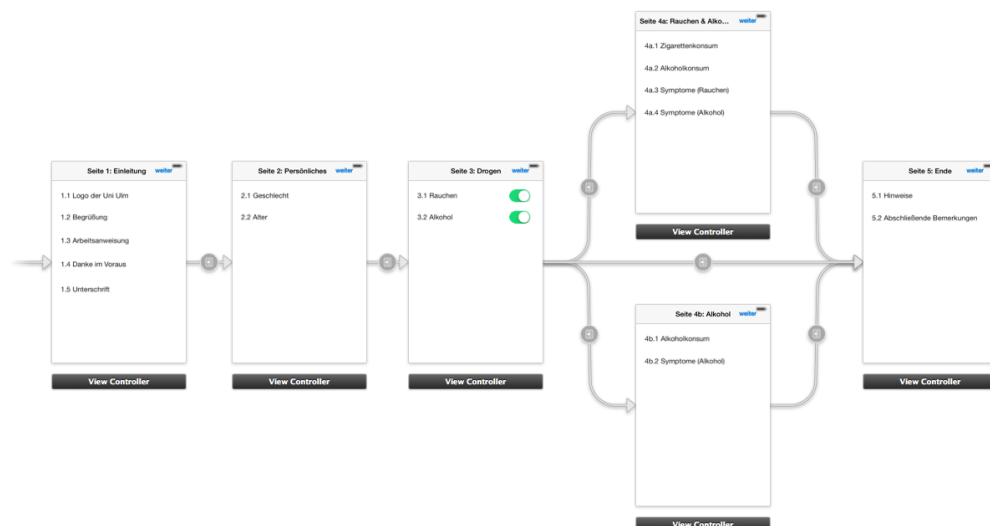 Seite 1: Einleitung weiter
1.1 Logo der Uni Ulm
1.2 Begrüßung
1.3 Arbeitsanweisung
1.4 Danke im Voraus
1.5 Unterschrift
View Controller
Seite 2: Persönliches weiter
2.1 Geschlecht
2.2 Alter
View Controller
Seite 3: Drogen weiter
3.1 Rauchen
3.2 Alkohol
View Controller
Seite 4a: Rauchen & Alko... weiter
4a.1 Zigarettenkonsum
4a.2 Alkoholkonsum
4a.3 Symptome (Rauchen)
4a.4 Symptome (Alkohol)
View Controller
Seite 4b: Alkohol weiter
4b.1 Alkoholkonsum
4b.2 Symptome (Alkohol)
View Controller
Seite 5: Ende weiter
5.1 Hinweise
5.2 Abschließende Bemerkungen
View Controller